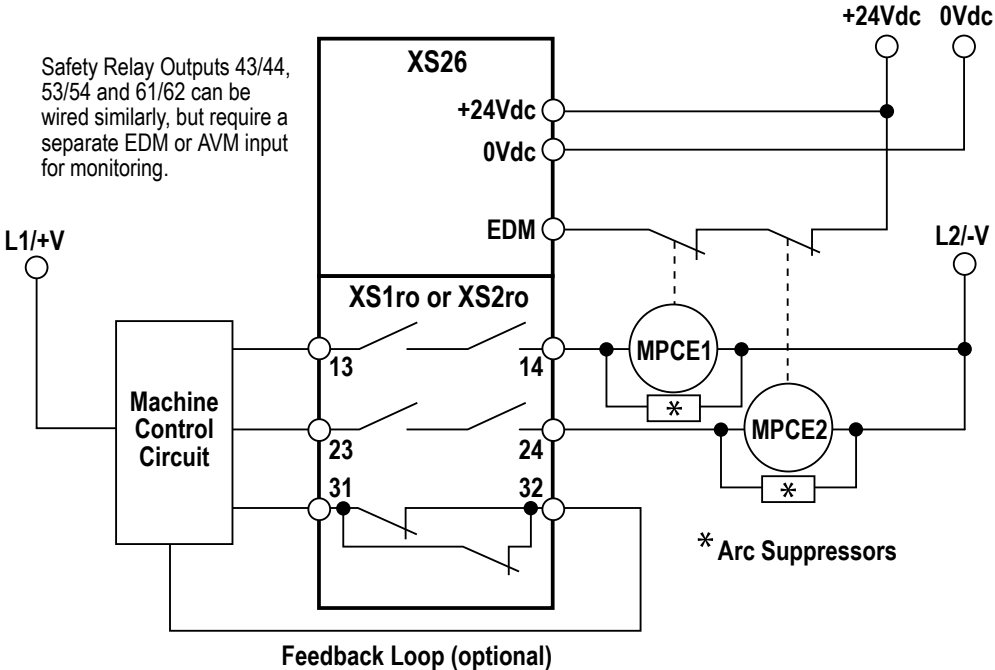 +24Vdc 0Vdc
Safety Relay Outputs 43/44,
53/54 and 61/62 can be
wired similarly, but require a
separate EDM or AVM input
for monitoring.
XS26
+24Vdc
0Vdc
EDM
L1/+V
L2/-V
XS1ro or XS2ro
13
14
MPCE1
*
Machine
Control
Circuit
23
24
MPCE2
*
31
32
* Arc Suppressors
Feedback Loop (optional)